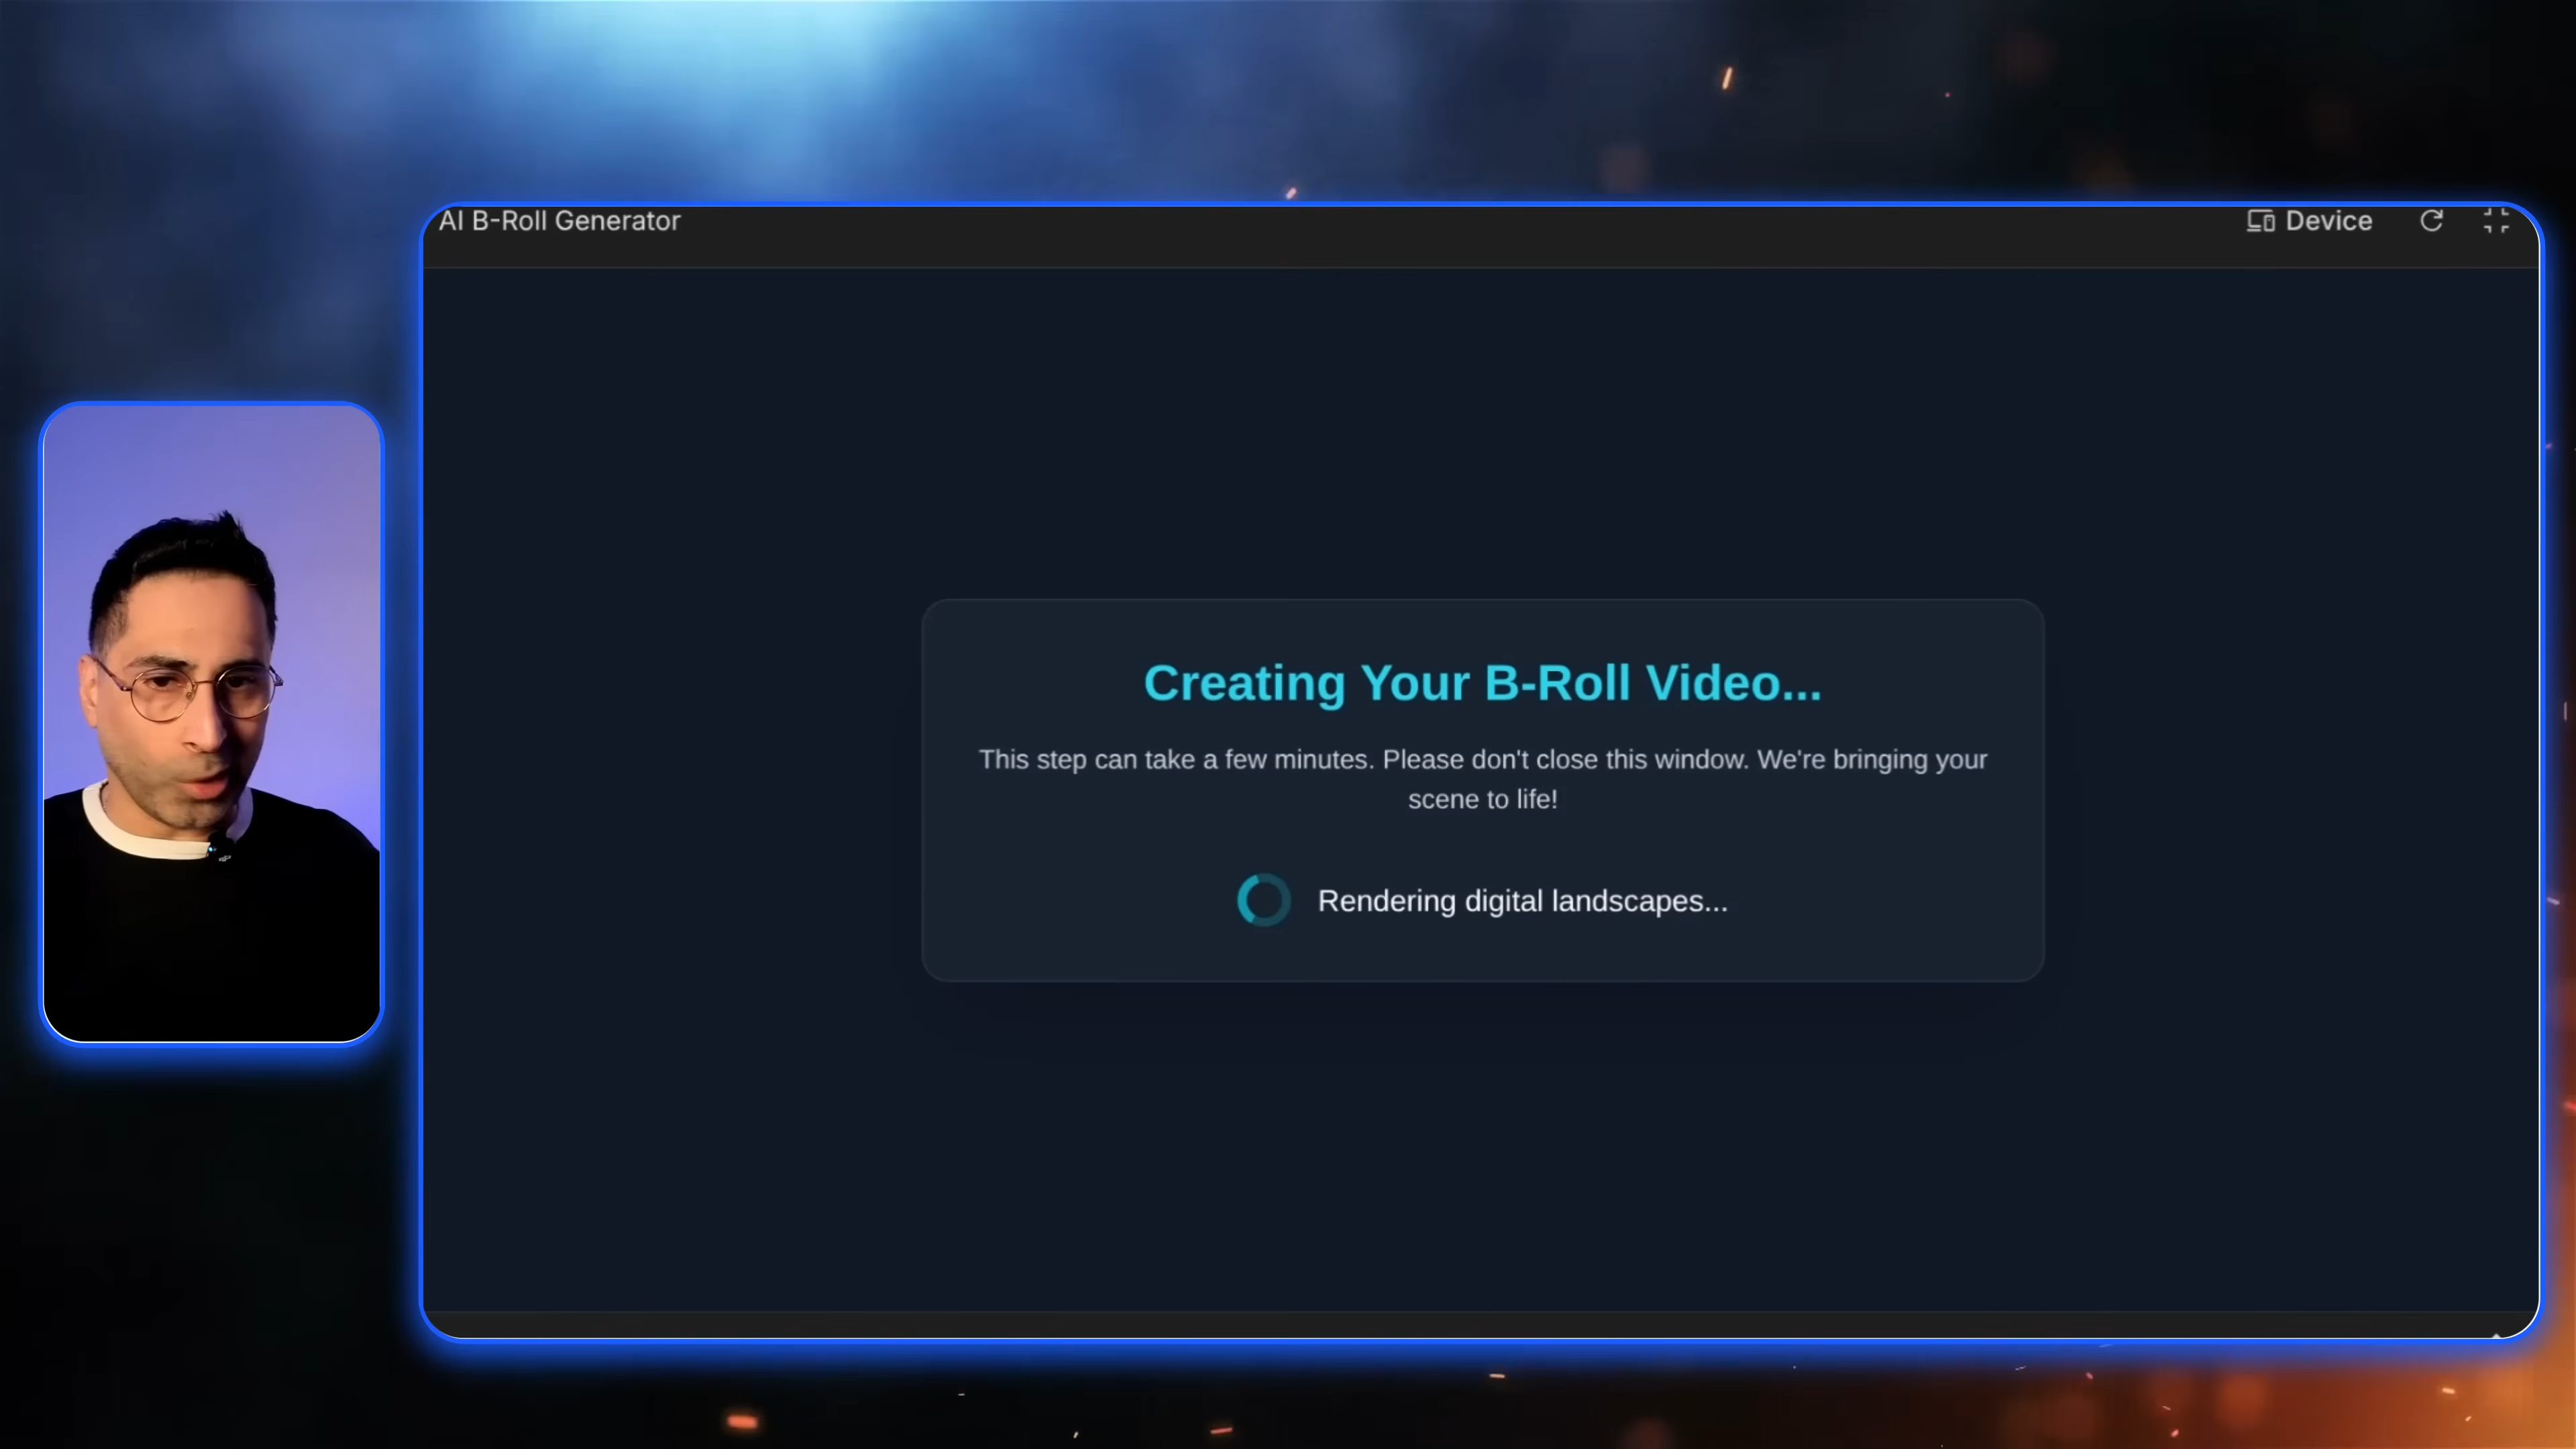 AI B-Roll Generator
Device
Creating Your B-Roll Video...
This step can take a few minutes. Please don't close this window. We're bringing your
scene to life!
Rendering digital landscapes...